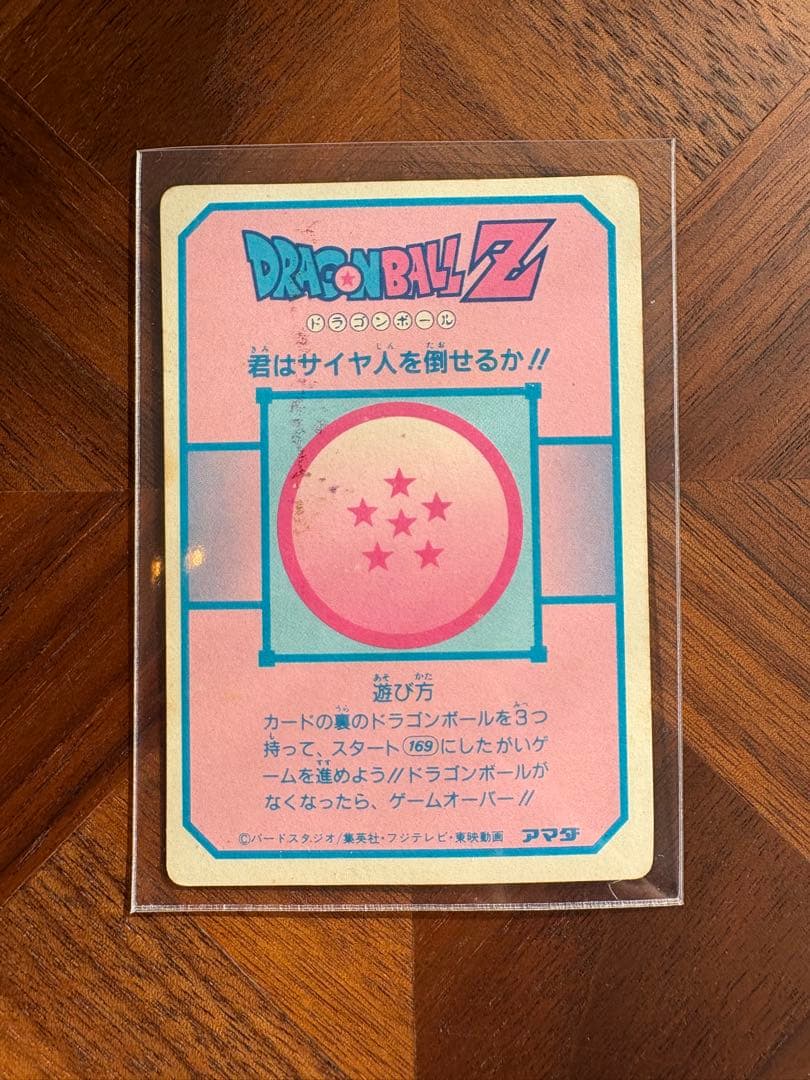 DRAGON BALL Z
ドラゴンボール
君はサイヤ人を倒せるか!!
遊び方
カードの裏のドラゴンボールを3つ
持って、スタート169にしたがいゲ
ームを進めよう!!ドラゴンボールが
なくなったら、ゲームオーバー!!
©バードスタジオ/集英社・フジテレビ・東映動画 アマダ